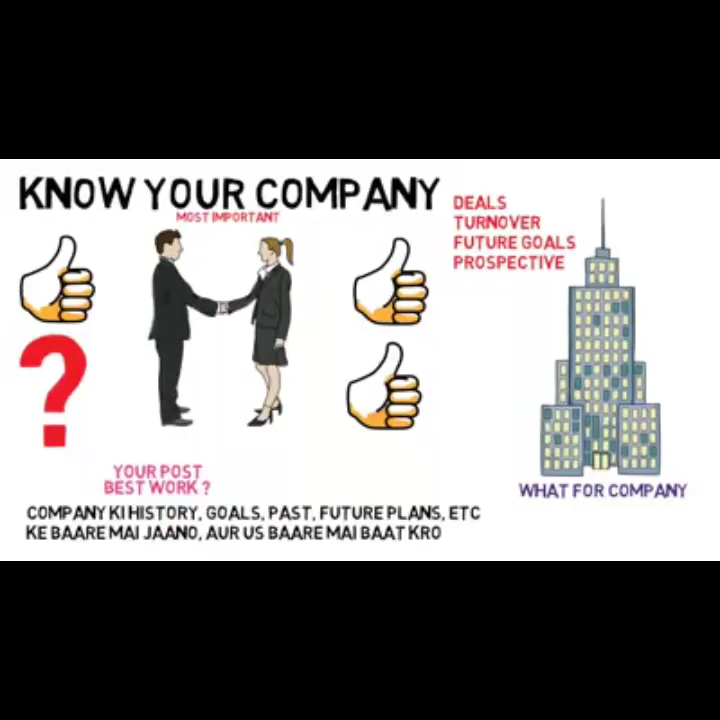 KNOW YOUR COMPANY
MOST IMPORTANT
DEALS
TURNOVER
FUTURE GOALS
PROSPECTIVE
YOUR POST
BEST WORK ?
WHAT FOR COMPANY
COMPANY KI HISTORY, GOALS, PAST, FUTURE PLANS, ETC
KE BAARE MAI JAANO, AUR US BAARE MAI BAAT KRO